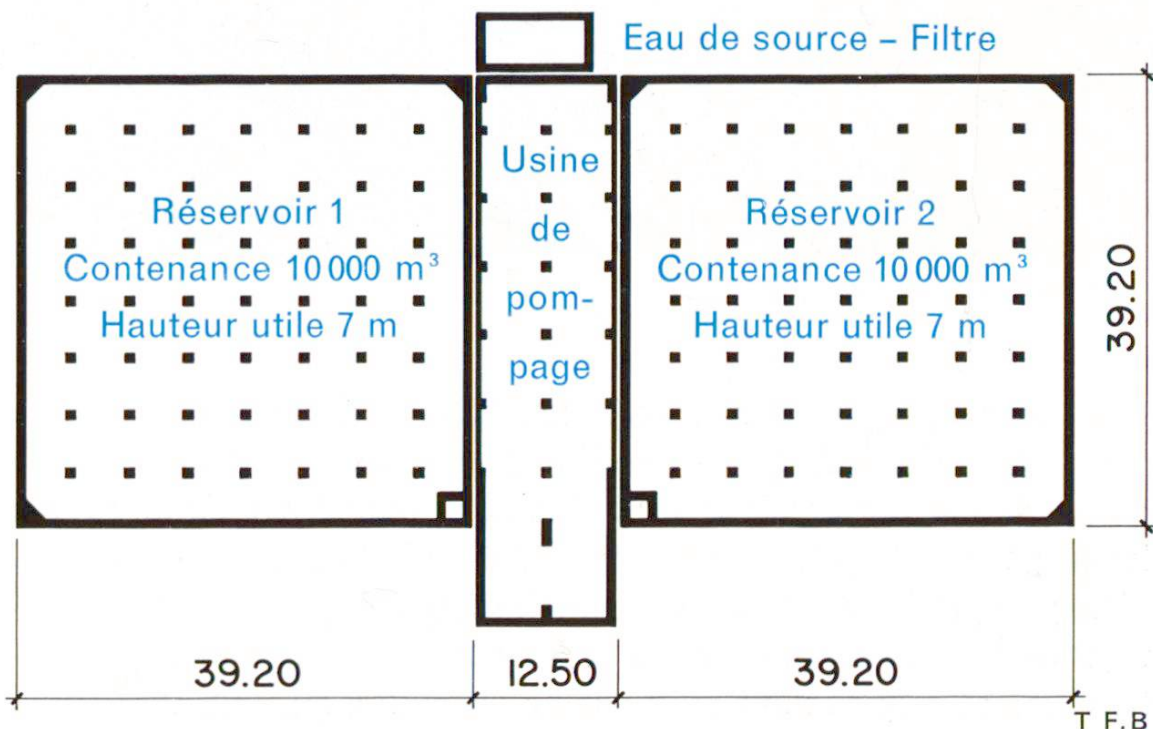 Eau de source – Filtre
Réservoir 1
Contenance 10 000 m³
Hauteur utile 7 m
Usine
de
pom-
page
Réservoir 2
Contenance 10 000 m³
Hauteur utile 7 m
39.20
39.20
12.50
39.20
T F.B